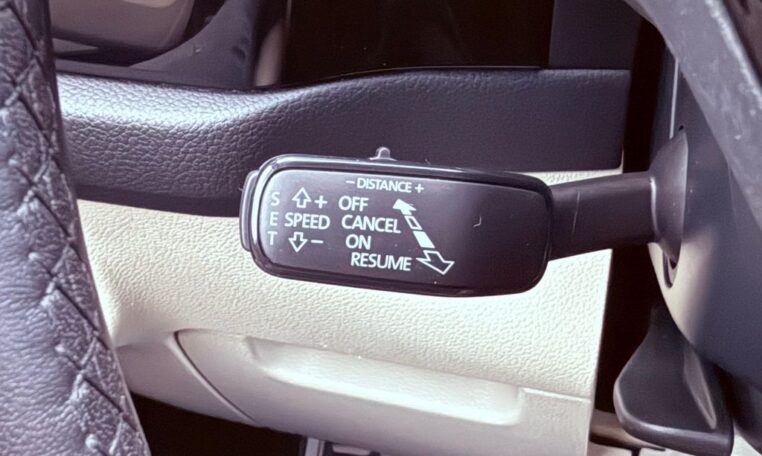 − DISTANCE +
S + OFF
E SPEED CANCEL
T − ON
RESUME